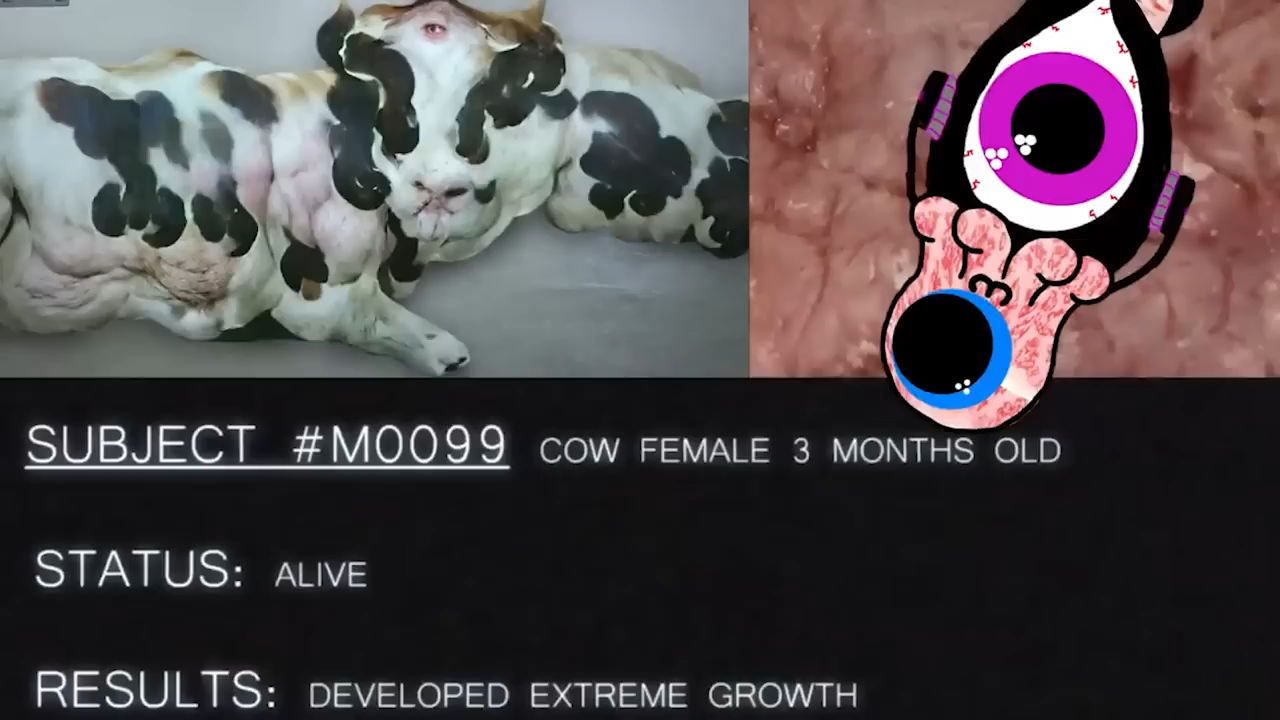 SUBJECT #M0099 COW FEMALE 3 MONTHS OLD
STATUS: ALIVE
RESULTS: DEVELOPED EXTREME GROWTH